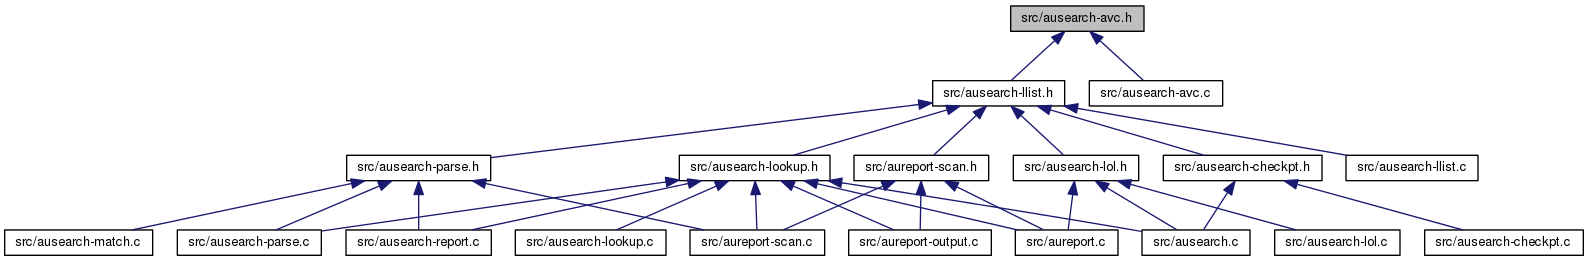 src/ausearch-avc.h
src/ausearch-llist.h
src/ausearch-avc.c
src/ausearch-parse.h
src/ausearch-lookup.h
src/aureport-scan.h
src/ausearch-lol.h
src/ausearch-checkpt.h
src/ausearch-llist.c
src/ausearch-match.c
src/ausearch-parse.c
src/ausearch-report.c
src/ausearch-lookup.c
src/aureport-scan.c
src/aureport-output.c
src/aureport.c
src/ausearch.c
src/ausearch-lol.c
src/ausearch-checkpt.c